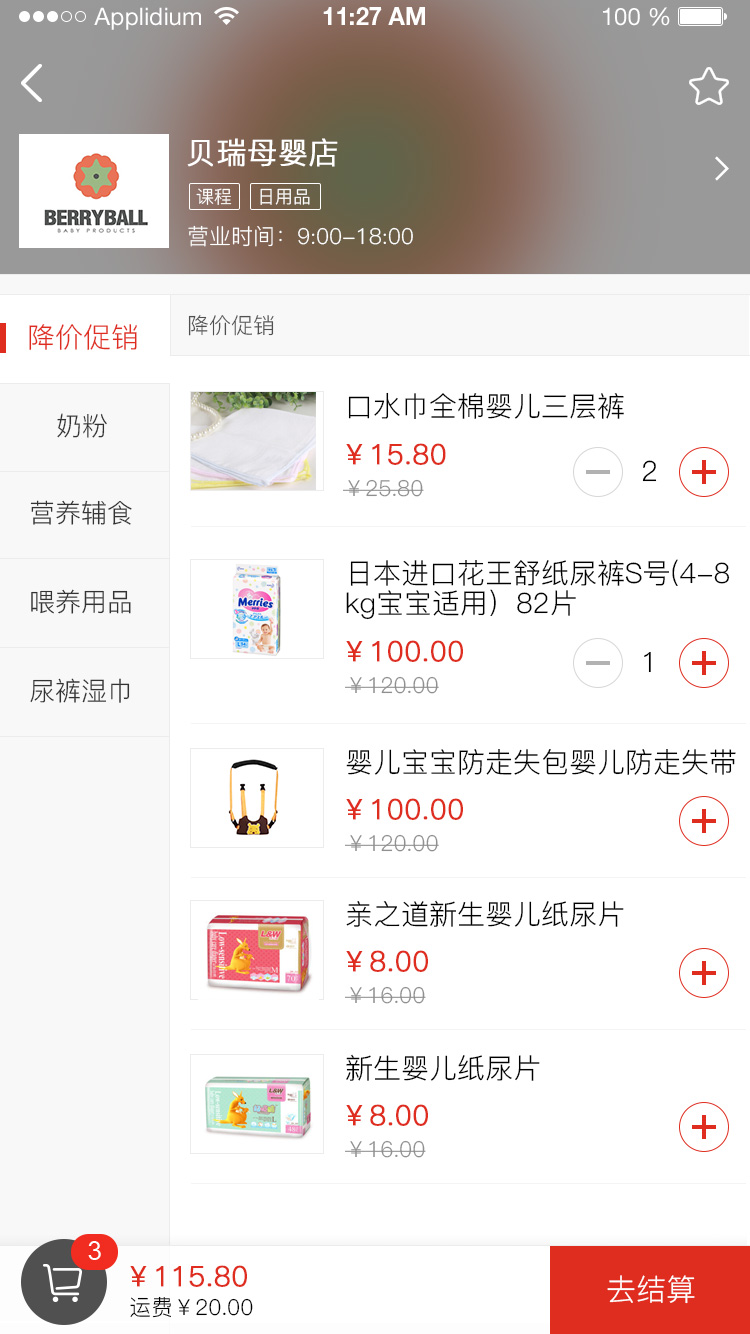 Applidium 11:27 AM 100 %
贝瑞母婴店
课程 日用品
BERRYBALL
BABY PRODUCTS
营业时间：9:00-18:00
降价促销
降价促销
奶粉
营养辅食
喂养用品
尿裤湿巾
口水巾全棉婴儿三层裤
¥ 15.80
¥ 25.80
2
Merries
日本进口花王舒纸尿裤S号(4-8
kg宝宝适用）82片
¥ 100.00
¥ 120.00
1
婴儿宝宝防走失包婴儿防走失带
¥ 100.00
¥ 120.00
L&W
Low-sensitive
M
亲之道新生婴儿纸尿片
¥ 8.00
¥ 16.00
L&W
L
新生婴儿纸尿片
¥ 8.00
¥ 16.00
3
¥ 115.80
运费 ¥ 20.00
去结算